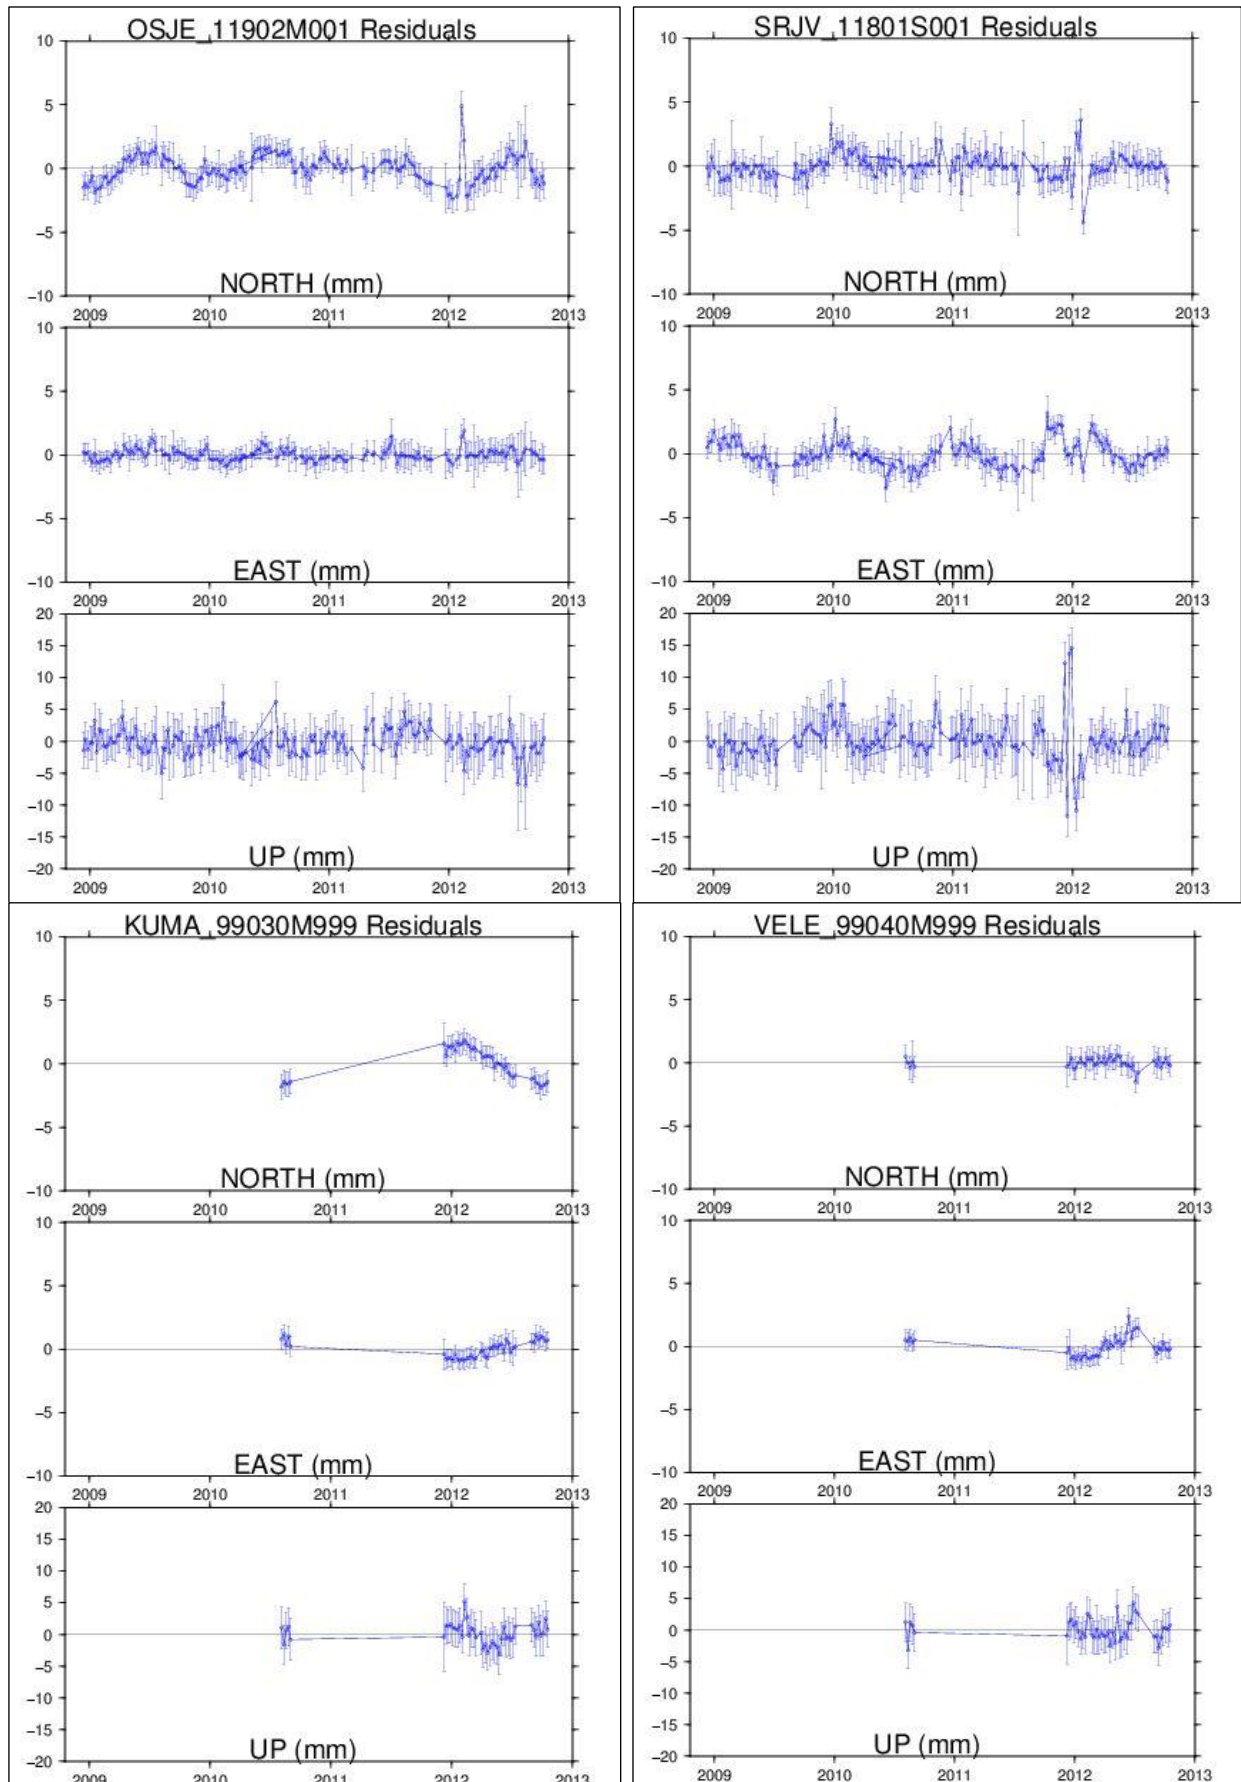 OSJE_11902M001 Residuals
10
5
0
−5
−10
NORTH (mm)
2009 2010 2011 2012 2013
10
5
0
−5
−10
EAST (mm)
2009 2010 2011 2012 2013
20
15
10
5
0
−5
−10
−15
−20
UP (mm)
2009 2010 2011 2012 2013
SRJV_11801S001 Residuals
10
5
0
−5
−10
NORTH (mm)
2009 2010 2011 2012 2013
10
5
0
−5
−10
EAST (mm)
2009 2010 2011 2012 2013
20
15
10
5
0
−5
−10
−15
−20
UP (mm)
2009 2010 2011 2012 2013
KUMA_99030M999 Residuals
10
5
0
−5
−10
NORTH (mm)
2009 2010 2011 2012 2013
10
5
0
−5
−10
EAST (mm)
2009 2010 2011 2012 2013
20
15
10
5
0
−5
−10
−15
−20
UP (mm)
2009 2010 2011 2012 2013
VELE_99040M999 Residuals
10
5
0
−5
−10
NORTH (mm)
2009 2010 2011 2012 2013
10
5
0
−5
−10
EAST (mm)
2009 2010 2011 2012 2013
20
15
10
5
0
−5
−10
−15
−20
UP (mm)
2009 2010 2011 2012 2013